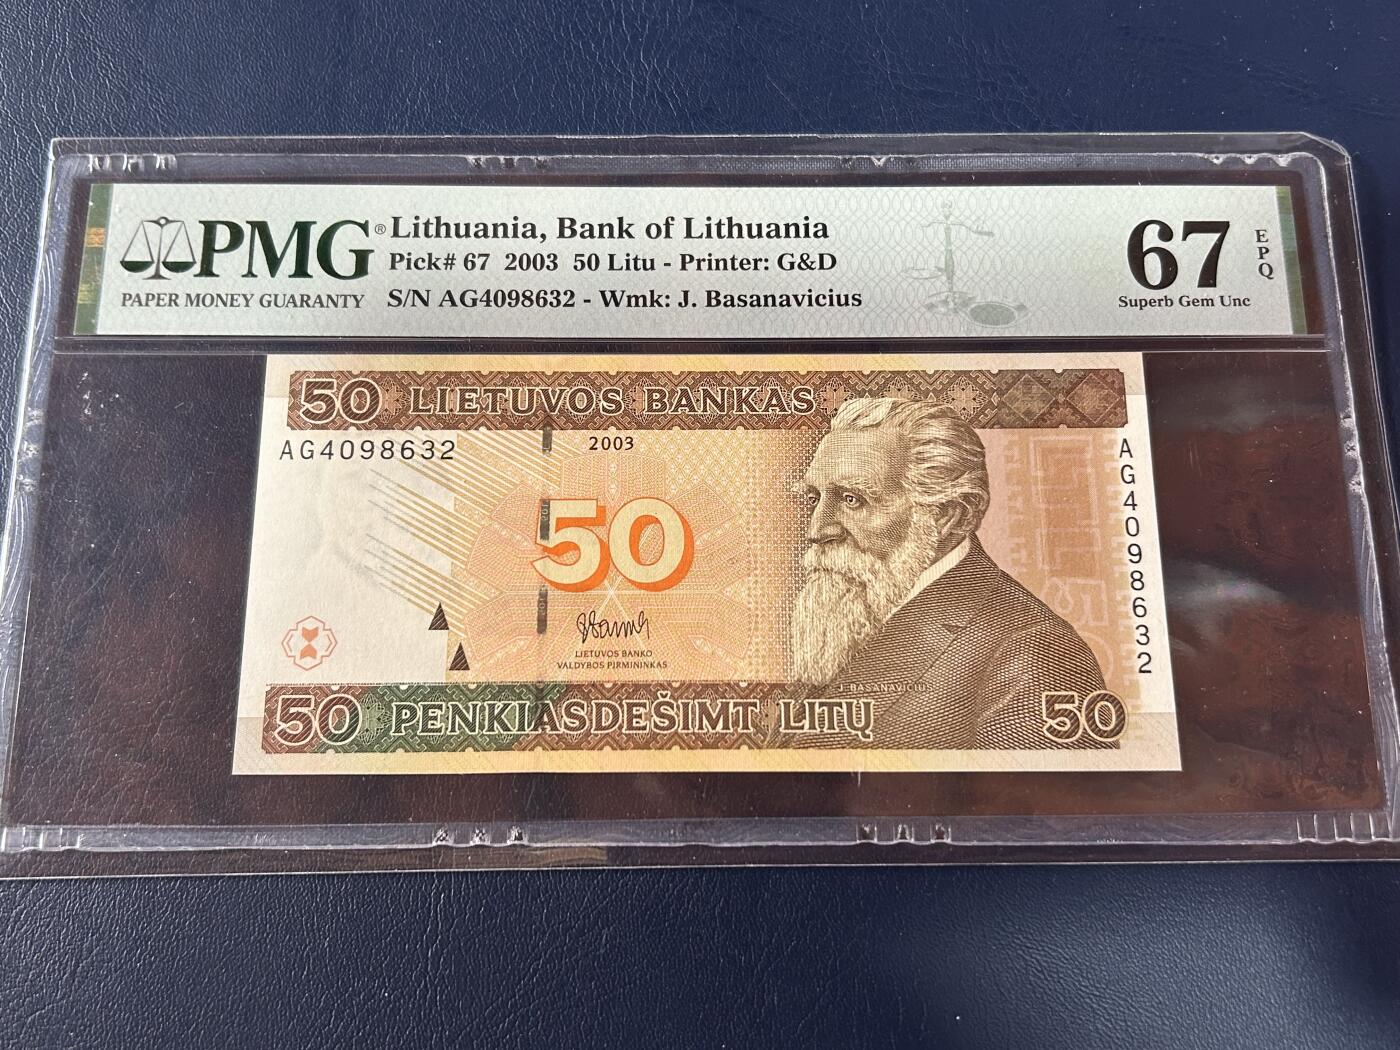 PMG®
PAPER MONEY GUARANTY
Lithuania, Bank of Lithuania
Pick# 67 2003 50 Litu - Printer: G&D
S/N AG4098632 - Wmk: J. Basanavicius
67
EPQ
Superb Gem Unc
50 LIETUVOS BANKAS
AG4098632
2003
AG4098632
50
LIETUVOS BANKO
VALDYBOS PIRMININKAS
J. BASANAVIČIUS
50 PENKIASDEŠIMT LITŲ 50